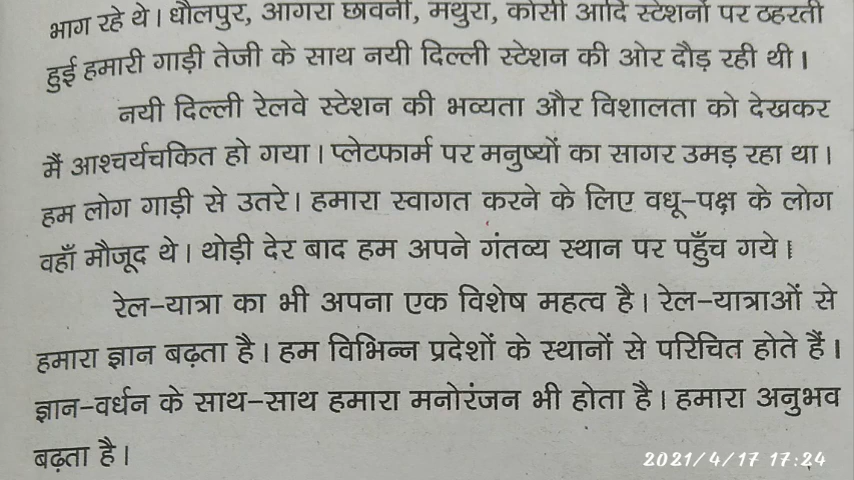 भाग रहे थे। धौलपुर, आगरा छावनी, मथुरा, कोसी आदि स्टेशनों पर ठहरती
हुई हमारी गाड़ी तेजी के साथ नयी दिल्ली स्टेशन की ओर दौड़ रही थी।
नयी दिल्ली रेलवे स्टेशन की भव्यता और विशालता को देखकर
मैं आश्चर्यचकित हो गया। प्लेटफार्म पर मनुष्यों का सागर उमड़ रहा था।
हम लोग गाड़ी से उतरे। हमारा स्वागत करने के लिए वधू-पक्ष के लोग
वहाँ मौजूद थे। थोड़ी देर बाद हम अपने गंतव्य स्थान पर पहुँच गये।
रेल-यात्रा का भी अपना एक विशेष महत्व है। रेल-यात्राओं से
हमारा ज्ञान बढ़ता है। हम विभिन्न प्रदेशों के स्थानों से परिचित होते हैं।
ज्ञान-वर्धन के साथ-साथ हमारा मनोरंजन भी होता है। हमारा अनुभव
बढ़ता है।
2021/4/17 17:24